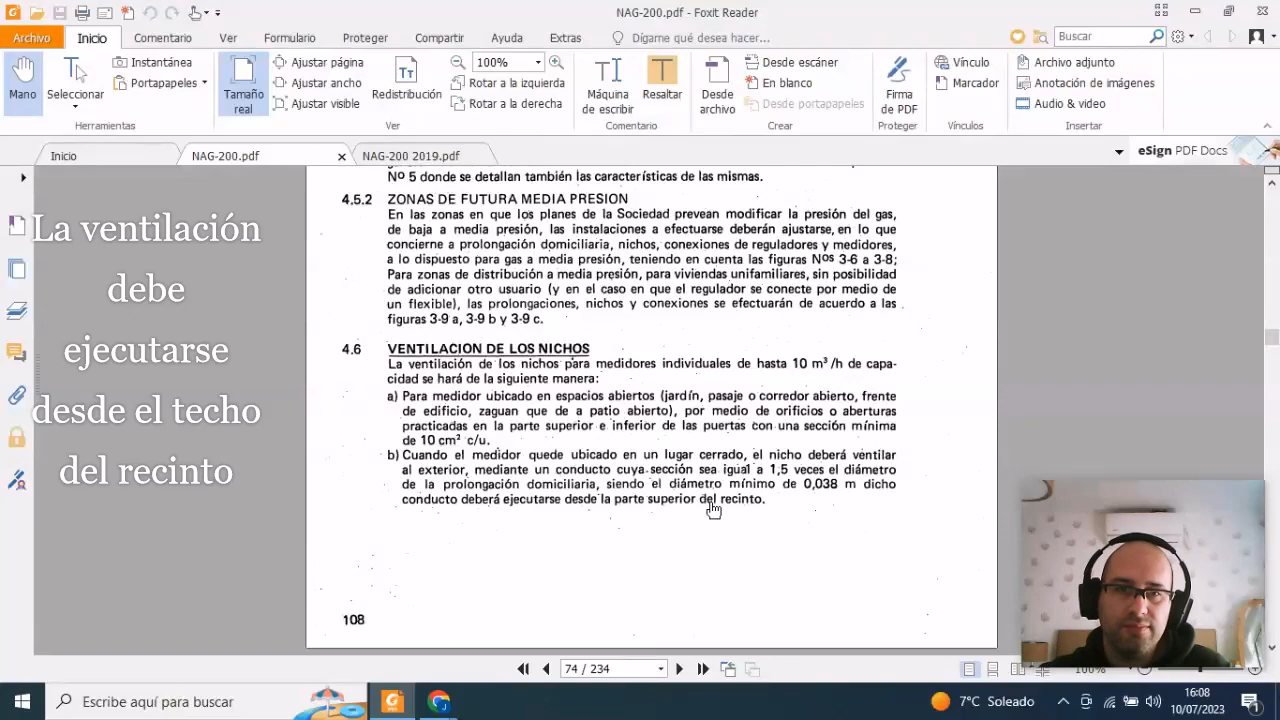 NAG-200.pdf - Foxit Reader
Archivo Inicio Comentario Ver Formulario Proteger Compartir Ayuda Extras Dígame qué desea hacer... Buscar
Mano
Seleccionar
Instantánea
Portapapeles
Herramientas
Tamaño real
Ajustar página
Ajustar ancho
Ajustar visible
Redistribución
100%
Rotar a la izquierda
Rotar a la derecha
Ver
Máquina de escribir
Resaltar
Comentario
Desde archivo
Desde escáner
En blanco
Desde portapapeles
Crear
Firma de PDF
Proteger
Vínculo
Marcador
Vínculos
Archivo adjunto
Anotación de imágenes
Audio & video
Insertar
Inicio NAG-200.pdf NAG-200 2019.pdf eSign PDF Docs
La ventilación
debe
ejecutarse
desde el techo
del recinto
Nº 5 donde se detallan también las características de las mismas.
4.5.2 ZONAS DE FUTURA MEDIA PRESION
En las zonas en que los planes de la Sociedad prevean modificar la presión del gas,
de baja a media presión, las instalaciones a efectuarse deberán ajustarse, en lo que
concierne a prolongación domiciliaria, nichos, conexiones de reguladores y medidores,
a lo dispuesto para gas a media presión, teniendo en cuenta las figuras Nºs 3-6 a 3-8;
Para zonas de distribución a media presión, para viviendas unifamiliares, sin posibilidad
de adicionar otro usuario (y en el caso en que el regulador se conecte por medio de
un flexible), las prolongaciones, nichos y conexiones se efectuarán de acuerdo a las
figuras 3-9 a, 3-9 b y 3-9 c.
4.6 VENTILACION DE LOS NICHOS
La ventilación de los nichos para medidores individuales de hasta 10 m³/h de capa-
cidad se hará de la siguiente manera:
a) Para medidor ubicado en espacios abiertos (jardín, pasaje o corredor abierto, frente
de edificio, zaguan que de a patio abierto), por medio de orificios o aberturas
practicadas en la parte superior e inferior de las puertas con una sección mínima
de 10 cm² c/u.
b) Cuando el medidor quede ubicado en un lugar cerrado, el nicho deberá ventilar
al exterior, mediante un conducto cuya sección sea igual a 1,5 veces el diámetro
de la prolongación domiciliaria, siendo el diámetro mínimo de 0,038 m dicho
conducto deberá ejecutarse desde la parte superior del recinto.
108
74 / 234
100%
Escribe aquí para buscar
7°C Soleado
16:08
10/07/2023